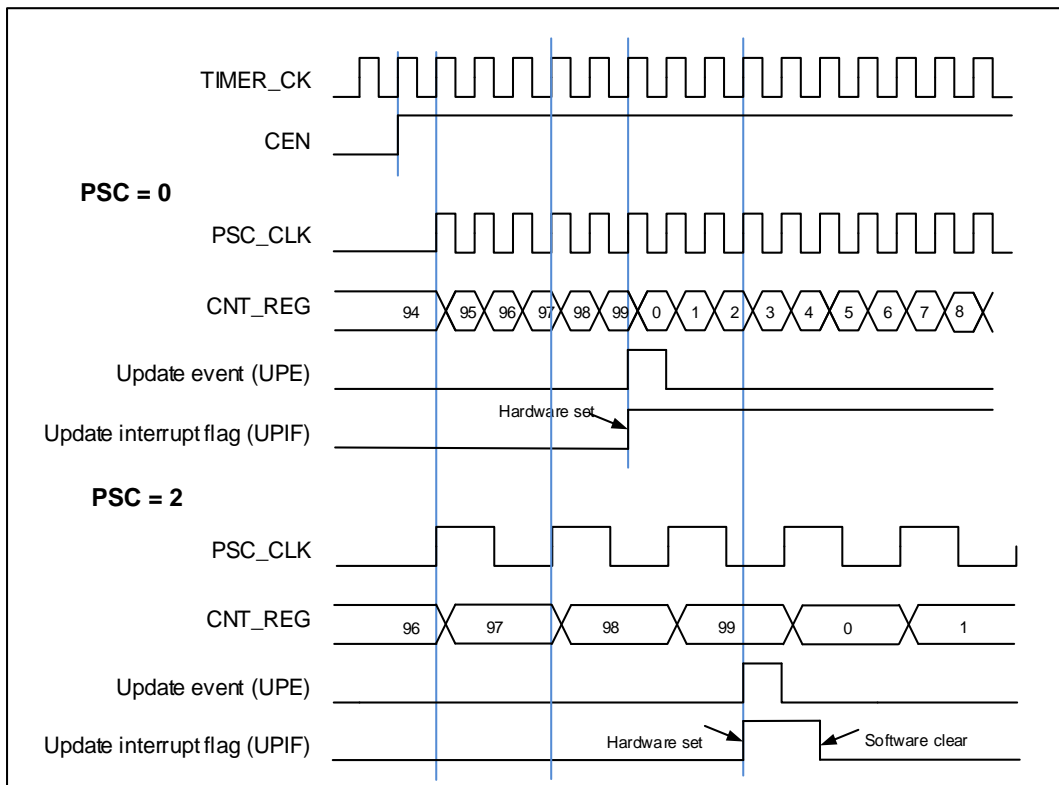 TIMER_CK
CEN
PSC = 0
PSC_CLK
CNT_REG 94 95 96 97 98 99 0 1 2 3 4 5 6 7 8
Update event (UPE)
Hardware set
Update interrupt flag (UPIF)
PSC = 2
PSC_CLK
CNT_REG 96 97 98 99 0 1
Update event (UPE)
Update interrupt flag (UPIF) Hardware set Software clear